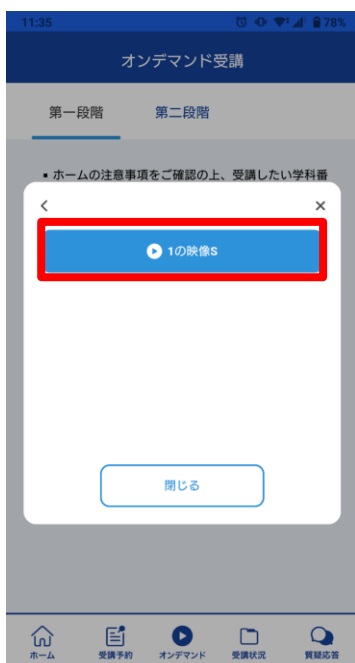 11:35
78%
オンデマンド受講
第一段階 第二段階
▪ ホームの注意事項をご確認の上、受講したい学科番
1の映像S
閉じる
ホーム 受講予約 オンデマンド 受講状況 質疑応答